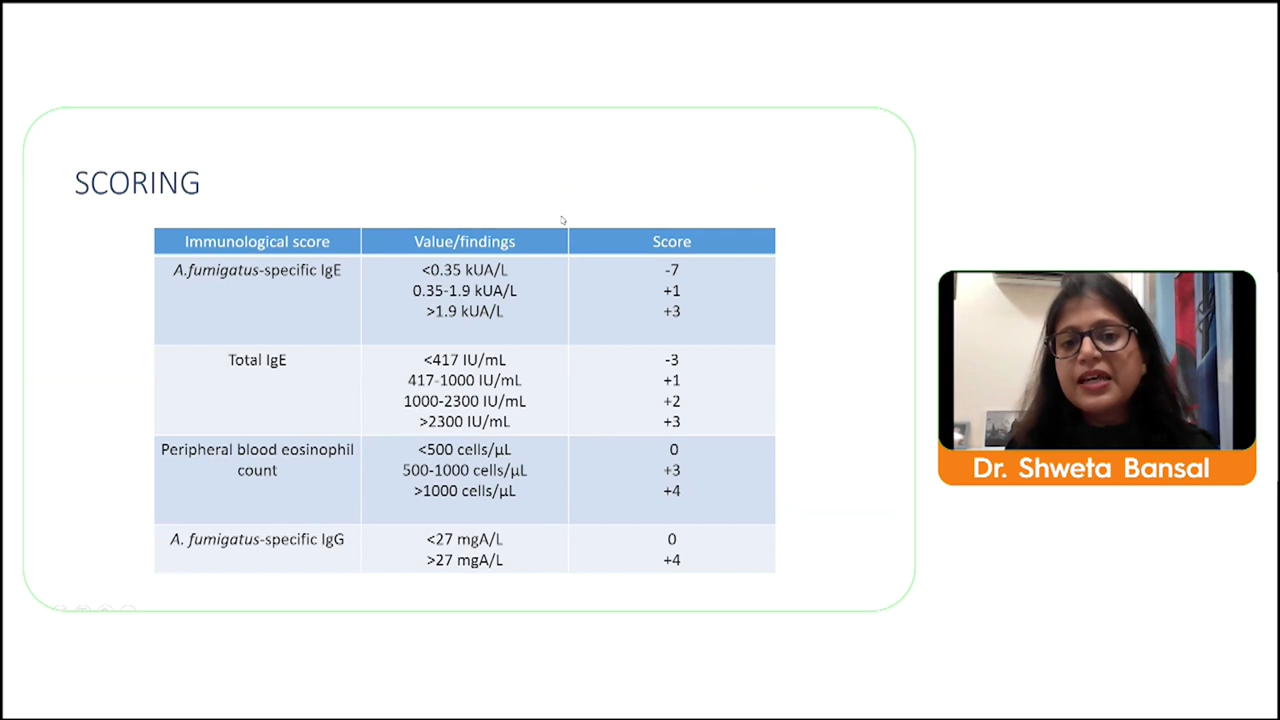 SCORING
Immunological score Value/findings Score
A.fumigatus-specific IgE <0.35 kUA/L -7
0.35-1.9 kUA/L +1
>1.9 kUA/L +3
Total IgE <417 IU/mL -3
417-1000 IU/mL +1
1000-2300 IU/mL +2
>2300 IU/mL +3
Peripheral blood eosinophil <500 cells/µL 0
count 500-1000 cells/µL +3
>1000 cells/µL +4
A. fumigatus-specific IgG <27 mgA/L 0
>27 mgA/L +4
Dr. Shweta Bansal